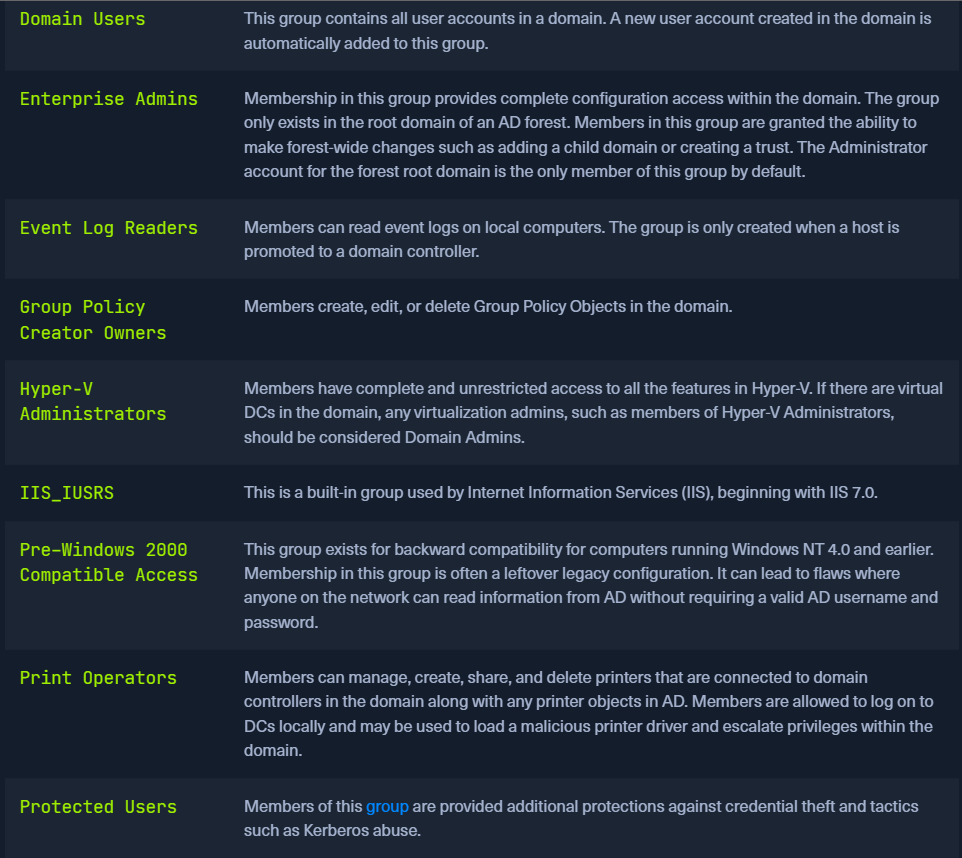 Domain Users
This group contains all user accounts in a domain. A new user account created in the domain is
automatically added to this group.
Enterprise Admins
Membership in this group provides complete configuration access within the domain. The group
only exists in the root domain of an AD forest. Members in this group are granted the ability to
make forest-wide changes such as adding a child domain or creating a trust. The Administrator
account for the forest root domain is the only member of this group by default.
Event Log Readers
Members can read event logs on local computers. The group is only created when a host is
promoted to a domain controller.
Group Policy
Creator Owners
Members create, edit, or delete Group Policy Objects in the domain.
Hyper-V
Administrators
Members have complete and unrestricted access to all the features in Hyper-V. If there are virtual
DCs in the domain, any virtualization admins, such as members of Hyper-V Administrators,
should be considered Domain Admins.
IIS_IUSRS
This is a built-in group used by Internet Information Services (IIS), beginning with IIS 7.0.
Pre–Windows 2000
Compatible Access
This group exists for backward compatibility for computers running Windows NT 4.0 and earlier.
Membership in this group is often a leftover legacy configuration. It can lead to flaws where
anyone on the network can read information from AD without requiring a valid AD username and
password.
Print Operators
Members can manage, create, share, and delete printers that are connected to domain
controllers in the domain along with any printer objects in AD. Members are allowed to log on to
DCs locally and may be used to load a malicious printer driver and escalate privileges within the
domain.
Protected Users
Members of this group are provided additional protections against credential theft and tactics
such as Kerberos abuse.